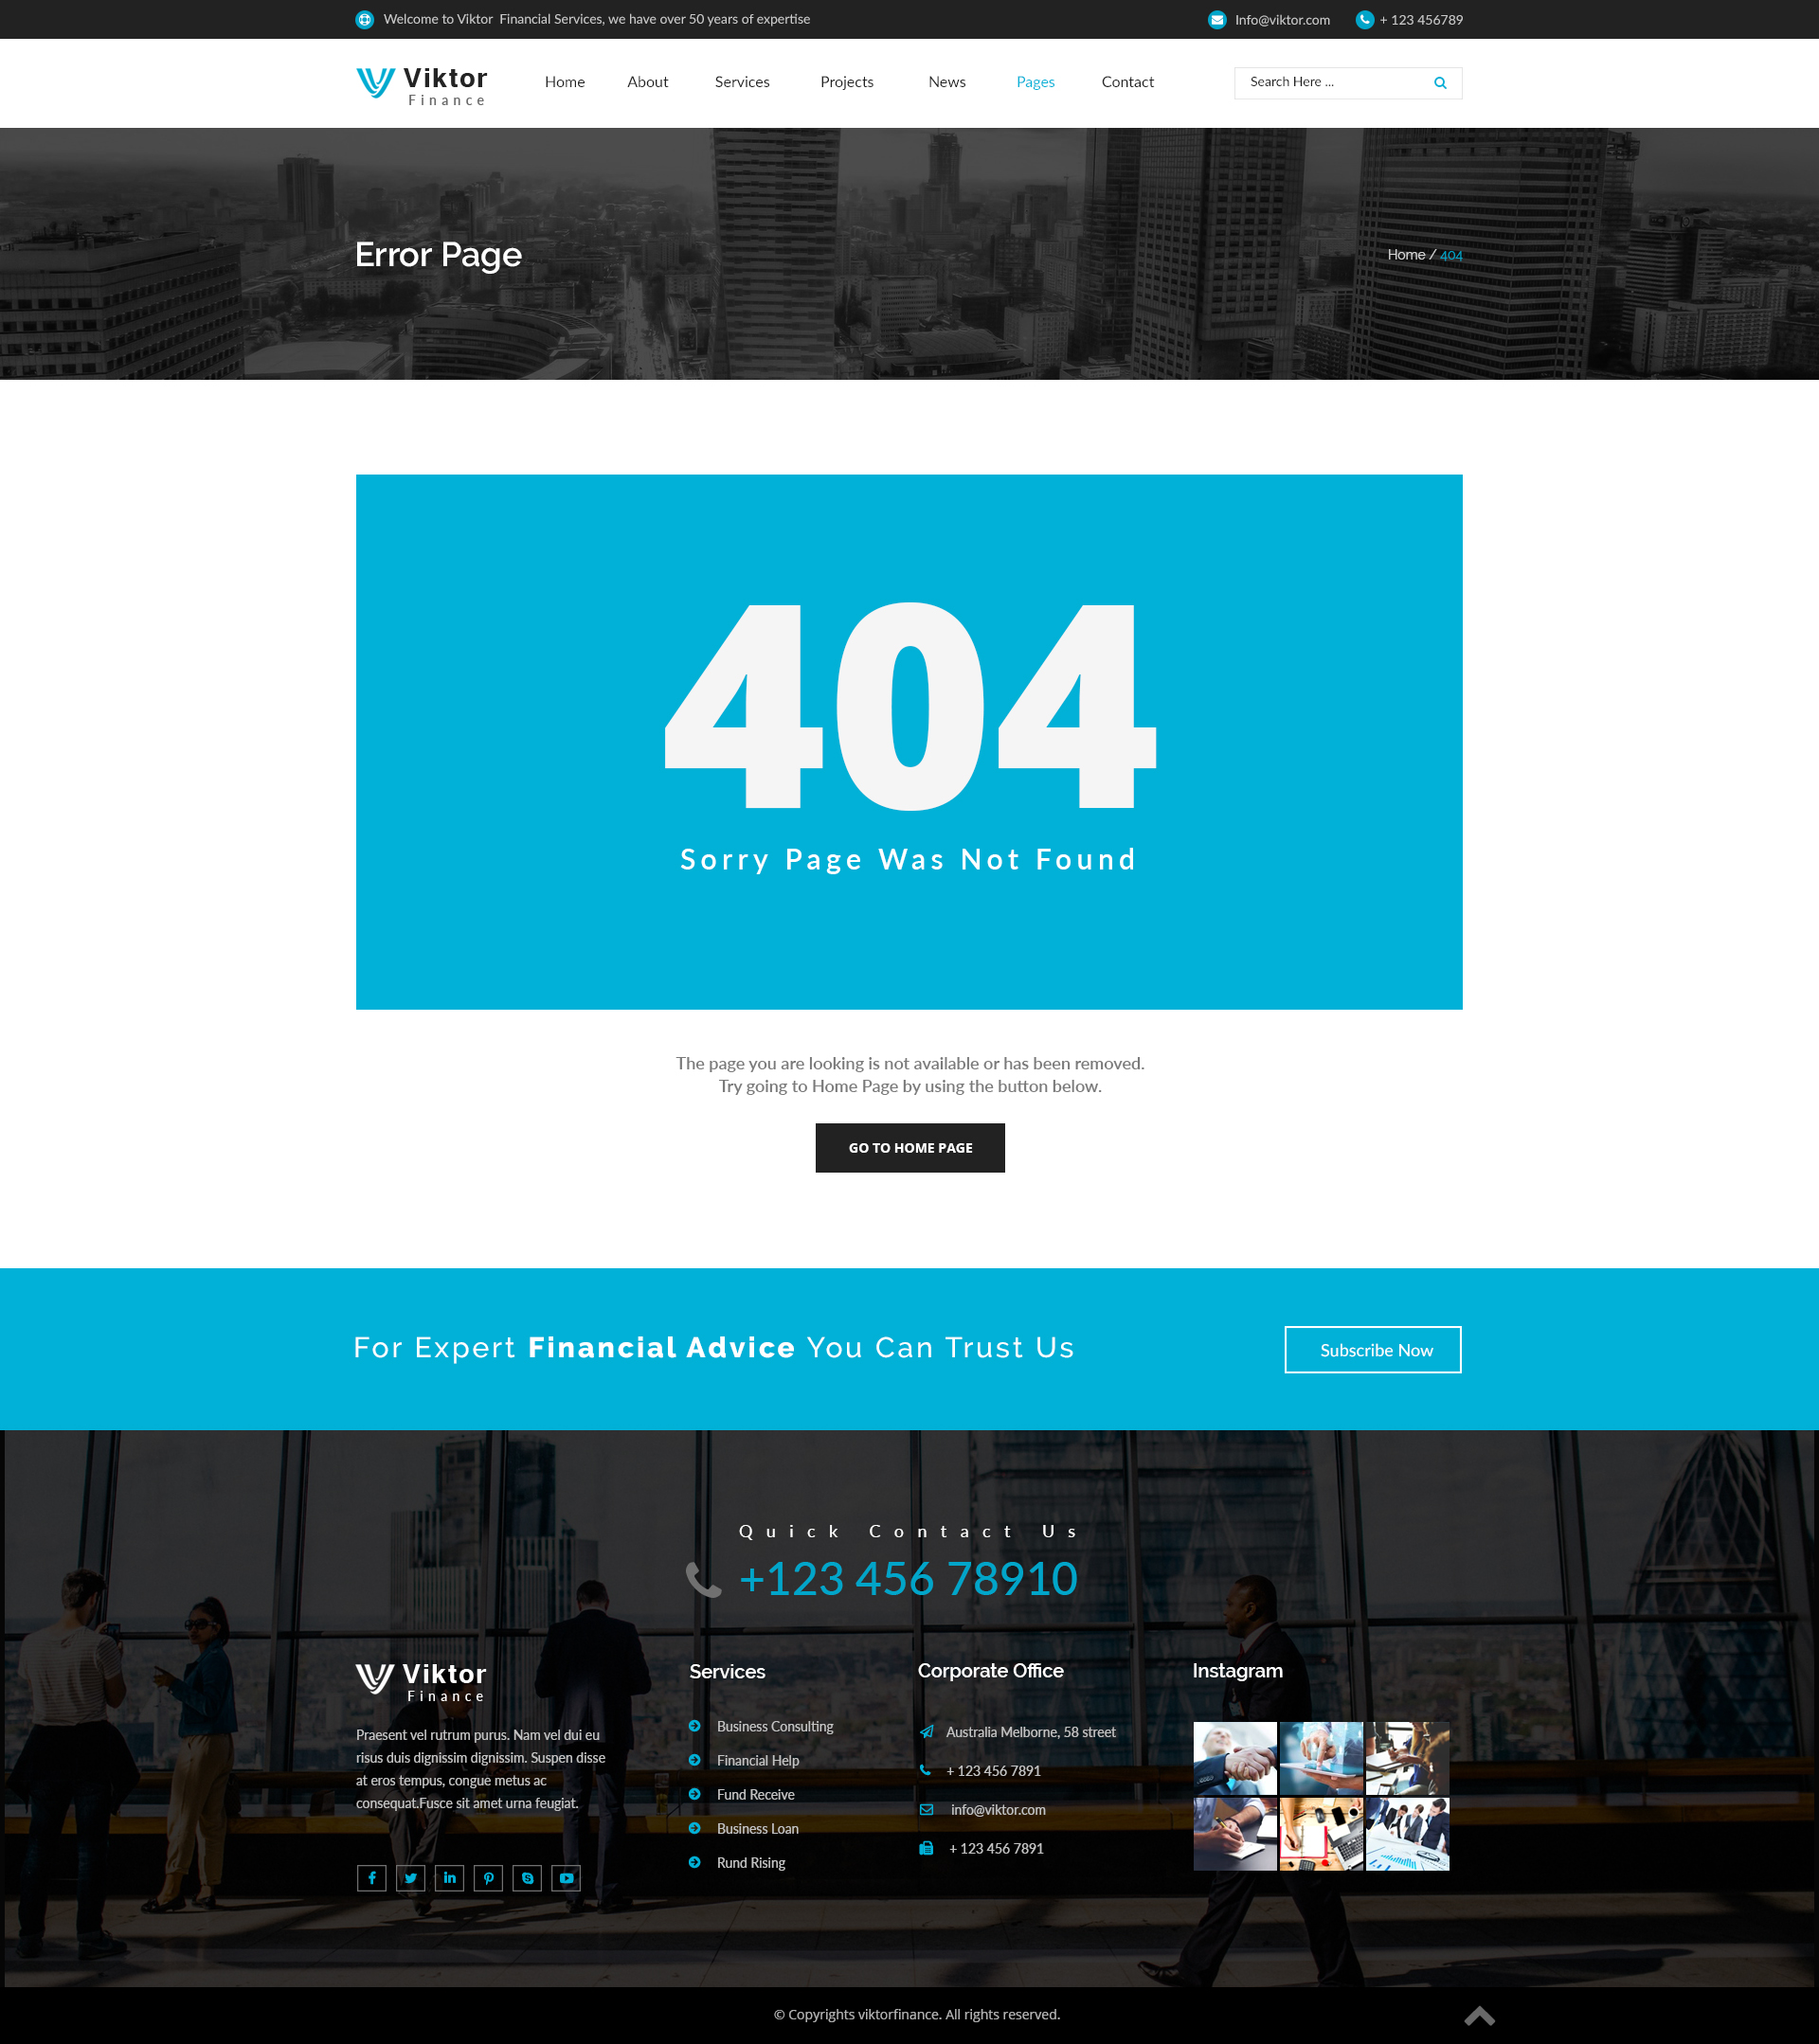 Welcome to Viktor  Financial Services, we have over 50 years of expertise
Info@viktor.com
+ 123 456789
Viktor
Finance
Home
About
Services
Projects
News
Pages
Contact
Search Here ...
Error Page
Home / 404
404
Sorry Page Was Not Found
The page you are looking is not available or has been removed.
Try going to Home Page by using the button below.
GO TO HOME PAGE
For Expert Financial Advice You Can Trust Us
Subscribe Now
Quick Contact Us
+123 456 78910
Viktor
Finance
Praesent vel rutrum purus. Nam vel dui eu
risus duis dignissim dignissim. Suspen disse
at eros tempus, congue metus ac
consequat.Fusce sit amet urna feugiat.
Services
Business Consulting
Financial Help
Fund Receive
Business Loan
Rund Rising
Corporate Office
Australia Melborne, 58 street
+ 123 456 7891
info@viktor.com
+ 123 456 7891
Instagram
© Copyrights viktorfinance. All rights reserved.